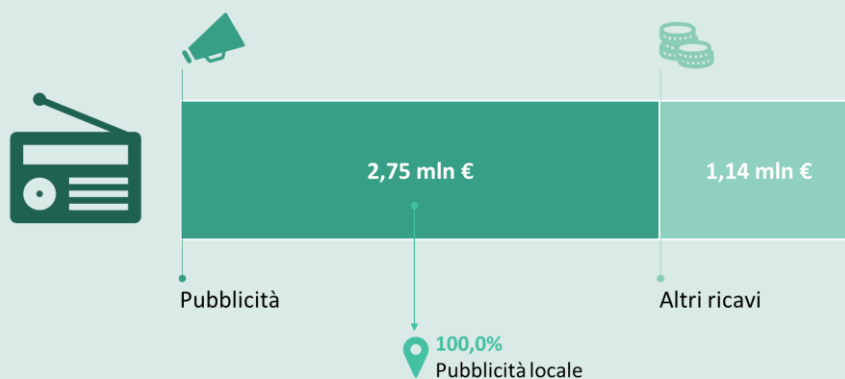 2,75 mln €
1,14 mln €
Pubblicità
Altri ricavi
100,0%
Pubblicità locale